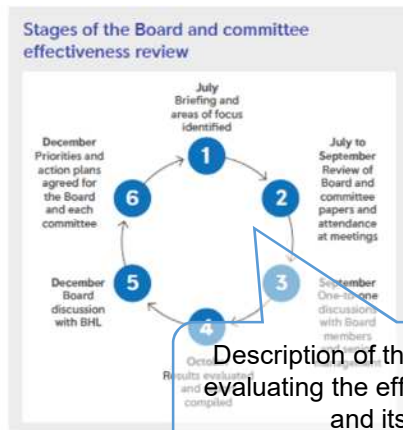 Stages of the Board and committee
effectiveness review
July
Briefing and
areas of focus
identified
1
July to
September
Review of
Board and
committee
papers and
attendance
at meetings
2
September
One-to-one
discussions
with Board
members
3
October
Results evaluated
and
compiled
4
December
Board
discussion
with BHL
5
December
Priorities and
action plans
agreed for
the Board
and each
committee
6
Description of th
evaluating the eff
and its